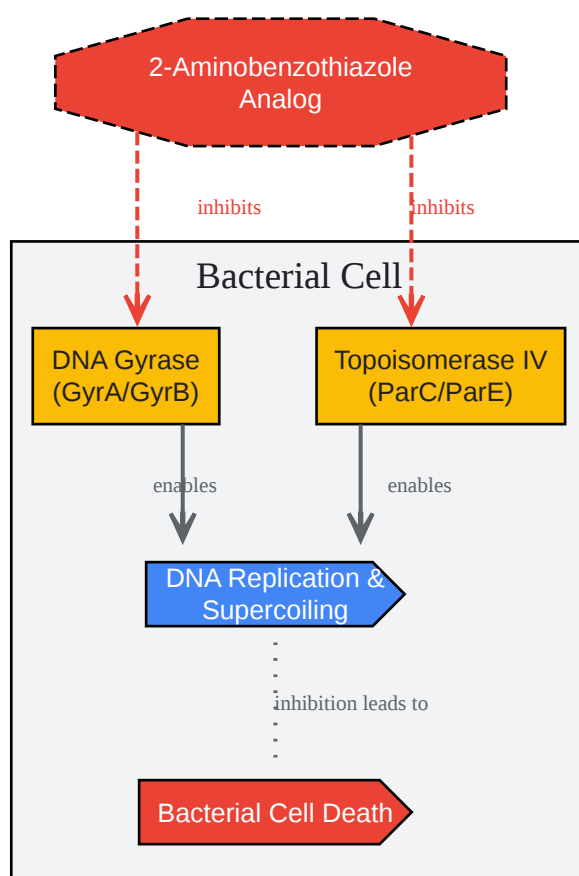 2-Aminobenzothiazole
Analog
inhibits
inhibits
Bacterial Cell
DNA Gyrase
(GyrA/GyrB)
Topoisomerase IV
(ParC/ParE)
enables
enables
DNA Replication &
Supercoiling
inhibition leads to
Bacterial Cell Death